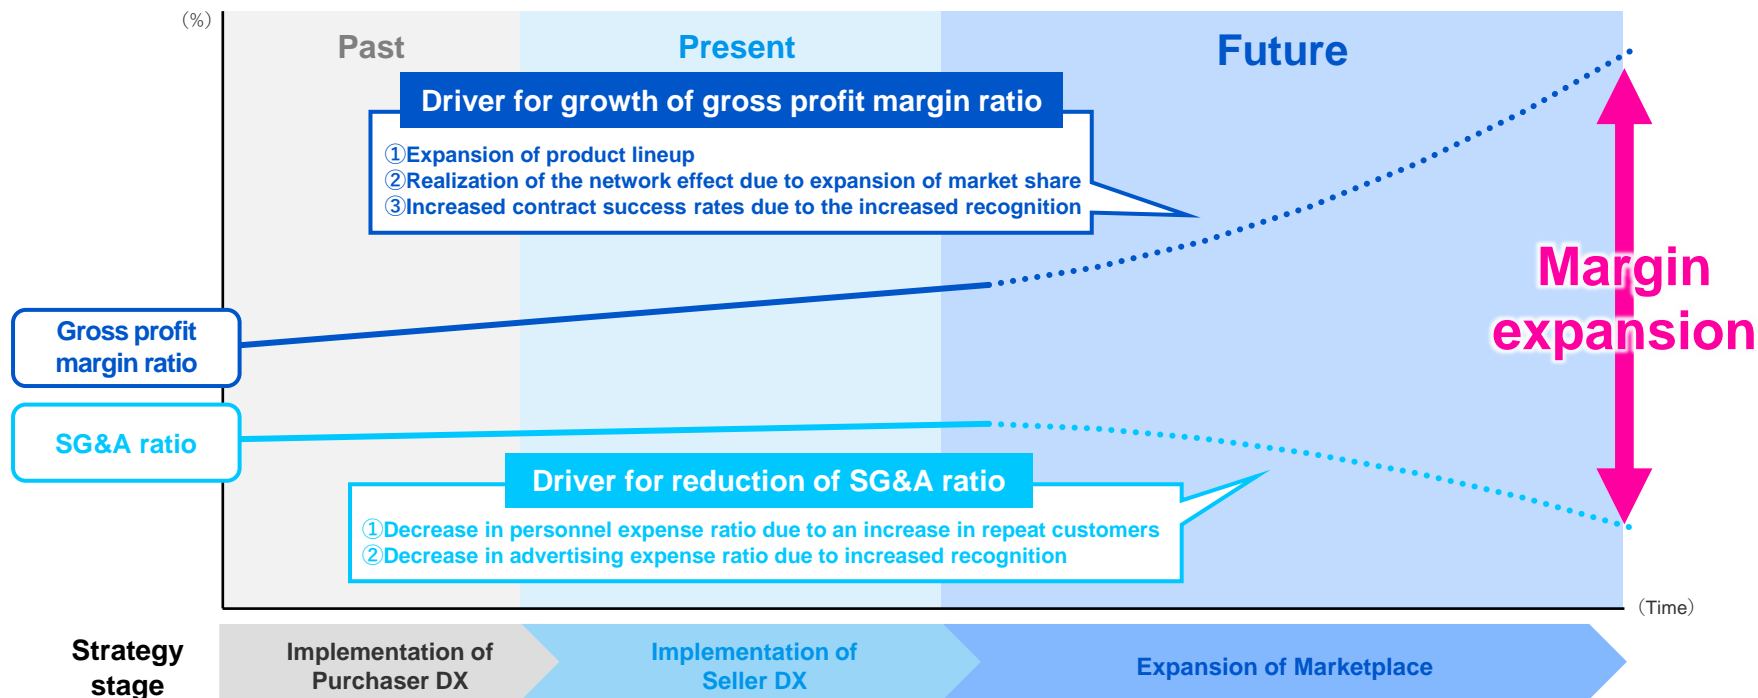 (%)
Past
Present
Future
Driver for growth of gross profit margin ratio
①Expansion of product lineup
②Realization of the network effect due to expansion of market share
③Increased contract success rates due to the increased recognition
Margin
expansion
Gross profit
margin ratio
SG&A ratio
Driver for reduction of SG&A ratio
①Decrease in personnel expense ratio due to an increase in repeat customers
②Decrease in advertising expense ratio due to increased recognition
(Time)
Strategy
stage
Implementation of
Purchaser DX
Implementation of
Seller DX
Expansion of Marketplace